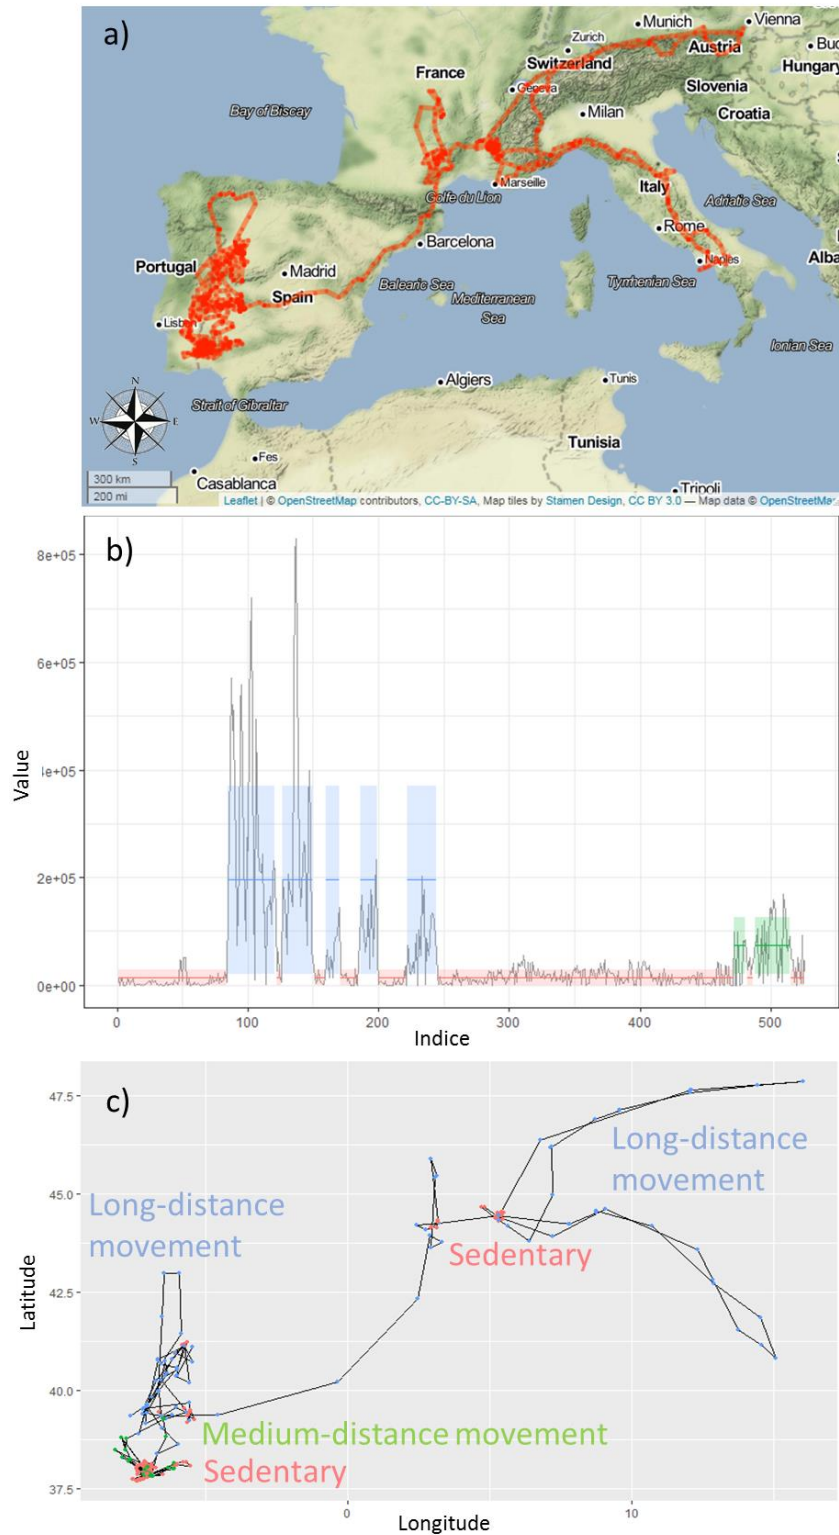 a)
Munich
Vienna
Zurich
Austria
Switzerland
Hungary
France
Geneva
Slovenia
Bay of Biscay
Milan
Croatia
Marseille
Golfe du Lion
Italy
Adriatic Sea
Rome
Barcelona
Portugal
Madrid
Naples
Balearic Sea
Tyrrhenian Sea
Spain
Mediterranean
Sea
Ionian Sea
Algiers
Tunis
Strait of Gibraltar
N
W E
S
Tunisia
Fes
300 km
Casablanca
200 mi
Tripoli
Leaflet | © OpenStreetMap contributors, CC-BY-SA, Map tiles by Stamen Design, CC BY 3.0 — Map data © OpenStreetMap
b)
8e+05
6e+05
2e+05
0e+00
Value
0 100 200 300 400 500
Indice
c)
47.5
45.0
42.5
40.0
37.5
Latitude
Long-distance
movement
Long-distance
movement
Sedentary
Medium-distance movement
Sedentary
0 10
Longitude